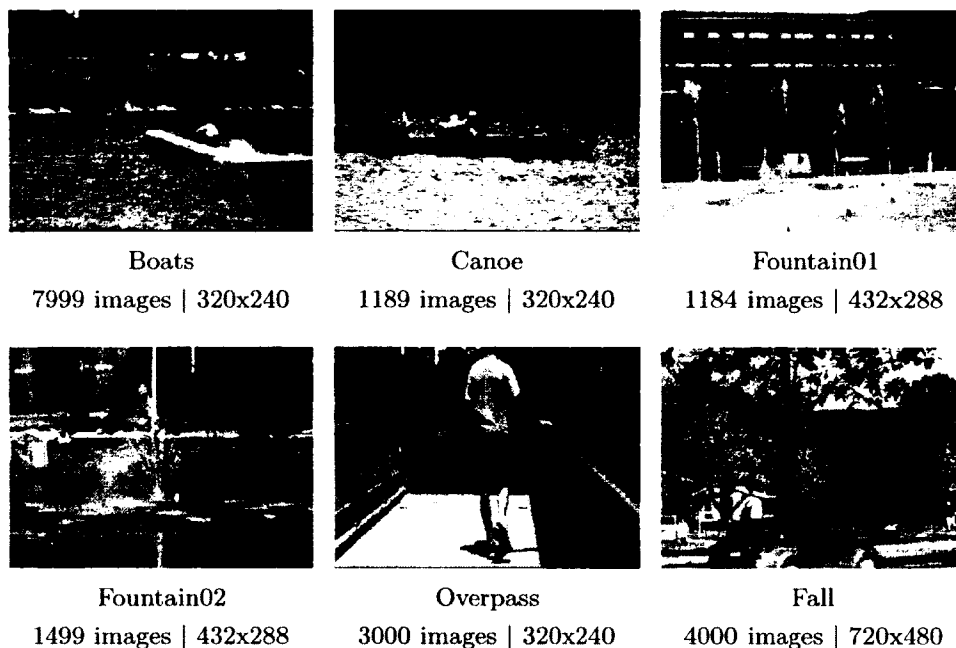 Boats
7999 images | 320x240
Canoe
1189 images | 320x240
Fountain01
1184 images | 432x288
Fountain02
1499 images | 432x288
Overpass
3000 images | 320x240
Fall
4000 images | 720x480